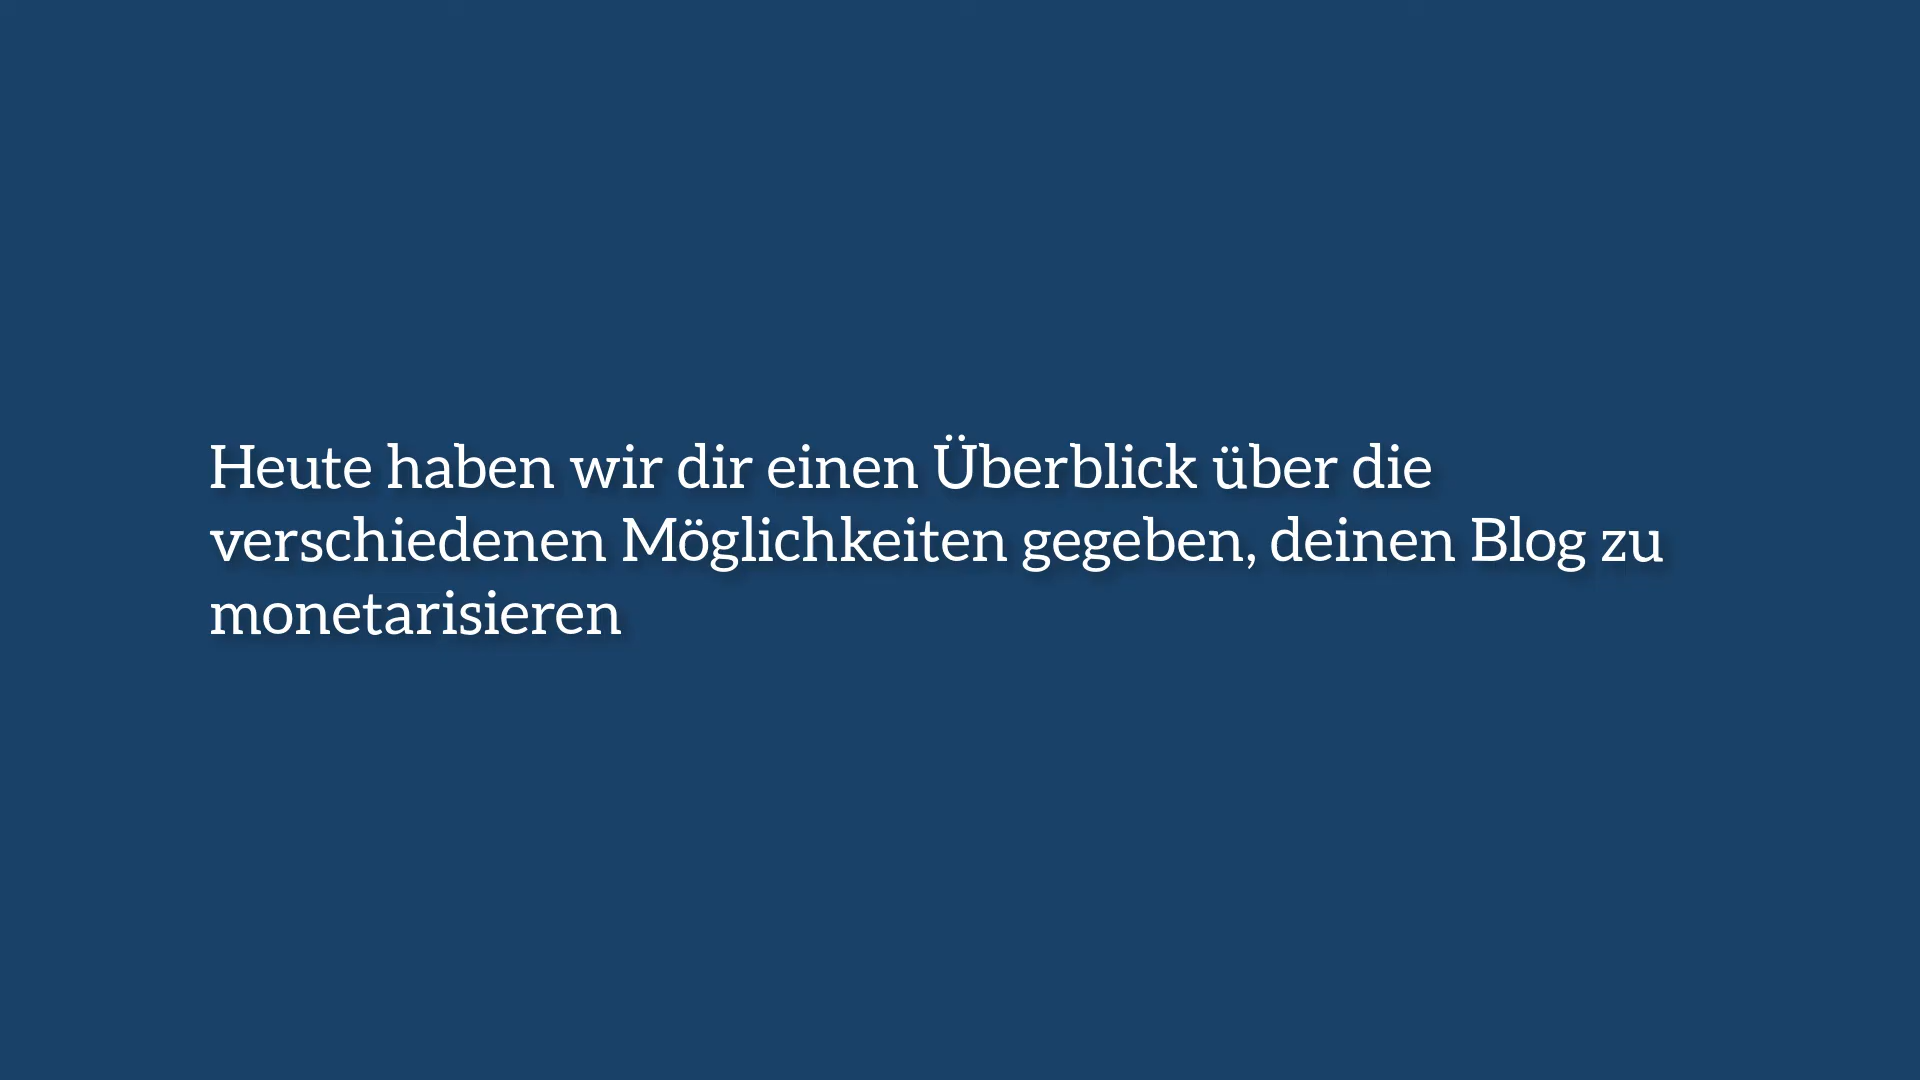 Heute haben wir dir einen Überblick über die
verschiedenen Möglichkeiten gegeben, deinen Blog zu
monetarisieren